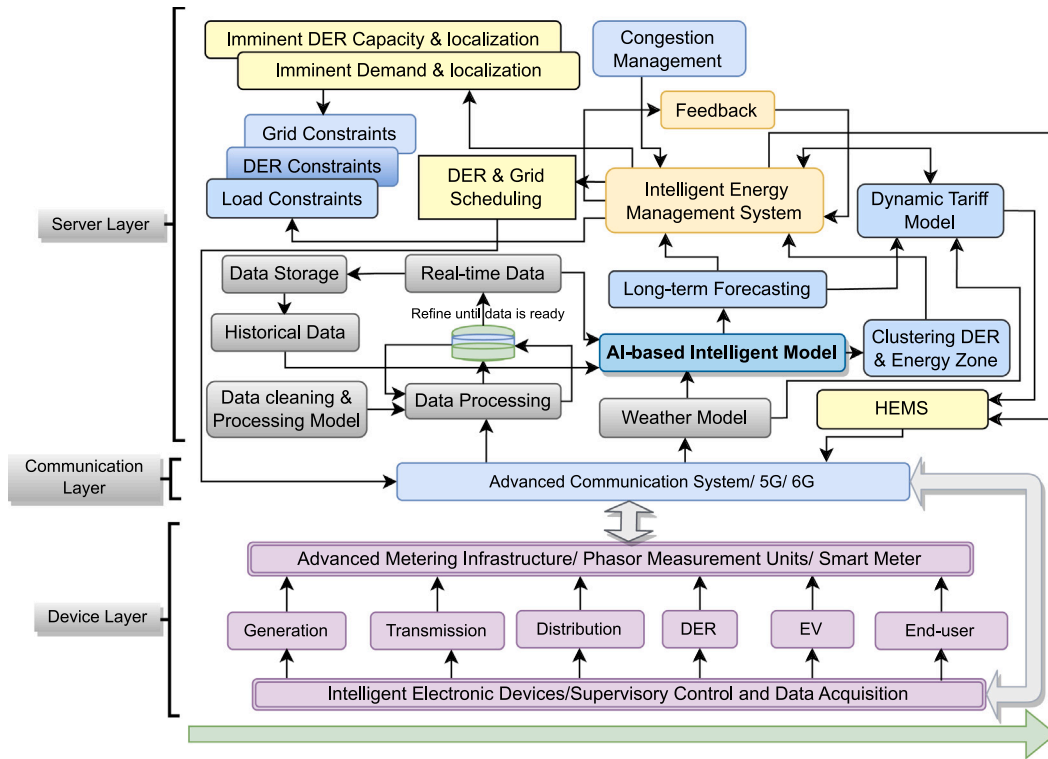 Imminent DER Capacity & localization
Imminent Demand & localization
Congestion
Management
Feedback
Grid Constraints
DER Constraints
Load Constraints
DER & Grid
Scheduling
Intelligent Energy
Management System
Dynamic Tariff
Model
Server Layer
Data Storage
Real-time Data
Long-term Forecasting
Refine until data is ready
Historical Data
AI-based Intelligent Model
Clustering DER
& Energy Zone
Data cleaning &
Processing Model
Data Processing
Weather Model
HEMS
Communication
Layer
Advanced Communication System/ 5G/ 6G
Advanced Metering Infrastructure/ Phasor Measurement Units/ Smart Meter
Device Layer
Generation
Transmission
Distribution
DER
EV
End-user
Intelligent Electronic Devices/Supervisory Control and Data Acquisition